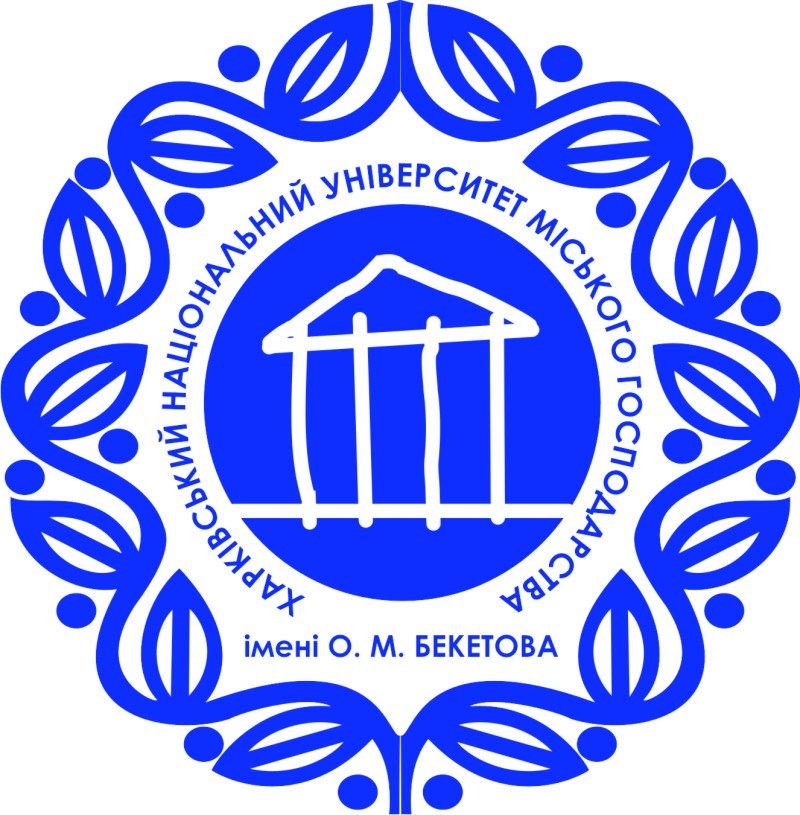 ХАРКІВСЬКИЙ НАЦІОНАЛЬНИЙ УНІВЕРСИТЕТ МІСЬКОГО ГОСПОДАРСТВА
імені О. М. БЕКЕТОВА